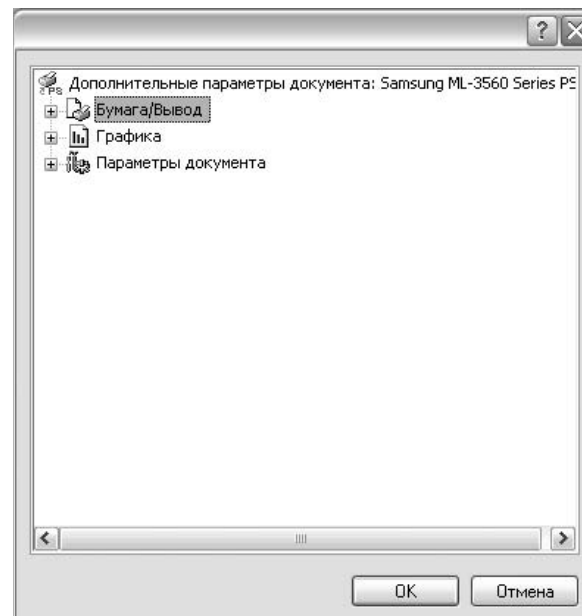 Дополнительные параметры документа: Samsung ML-3560 Series PS
Бумага/Вывод
Графика
Параметры документа
OK
Отмена